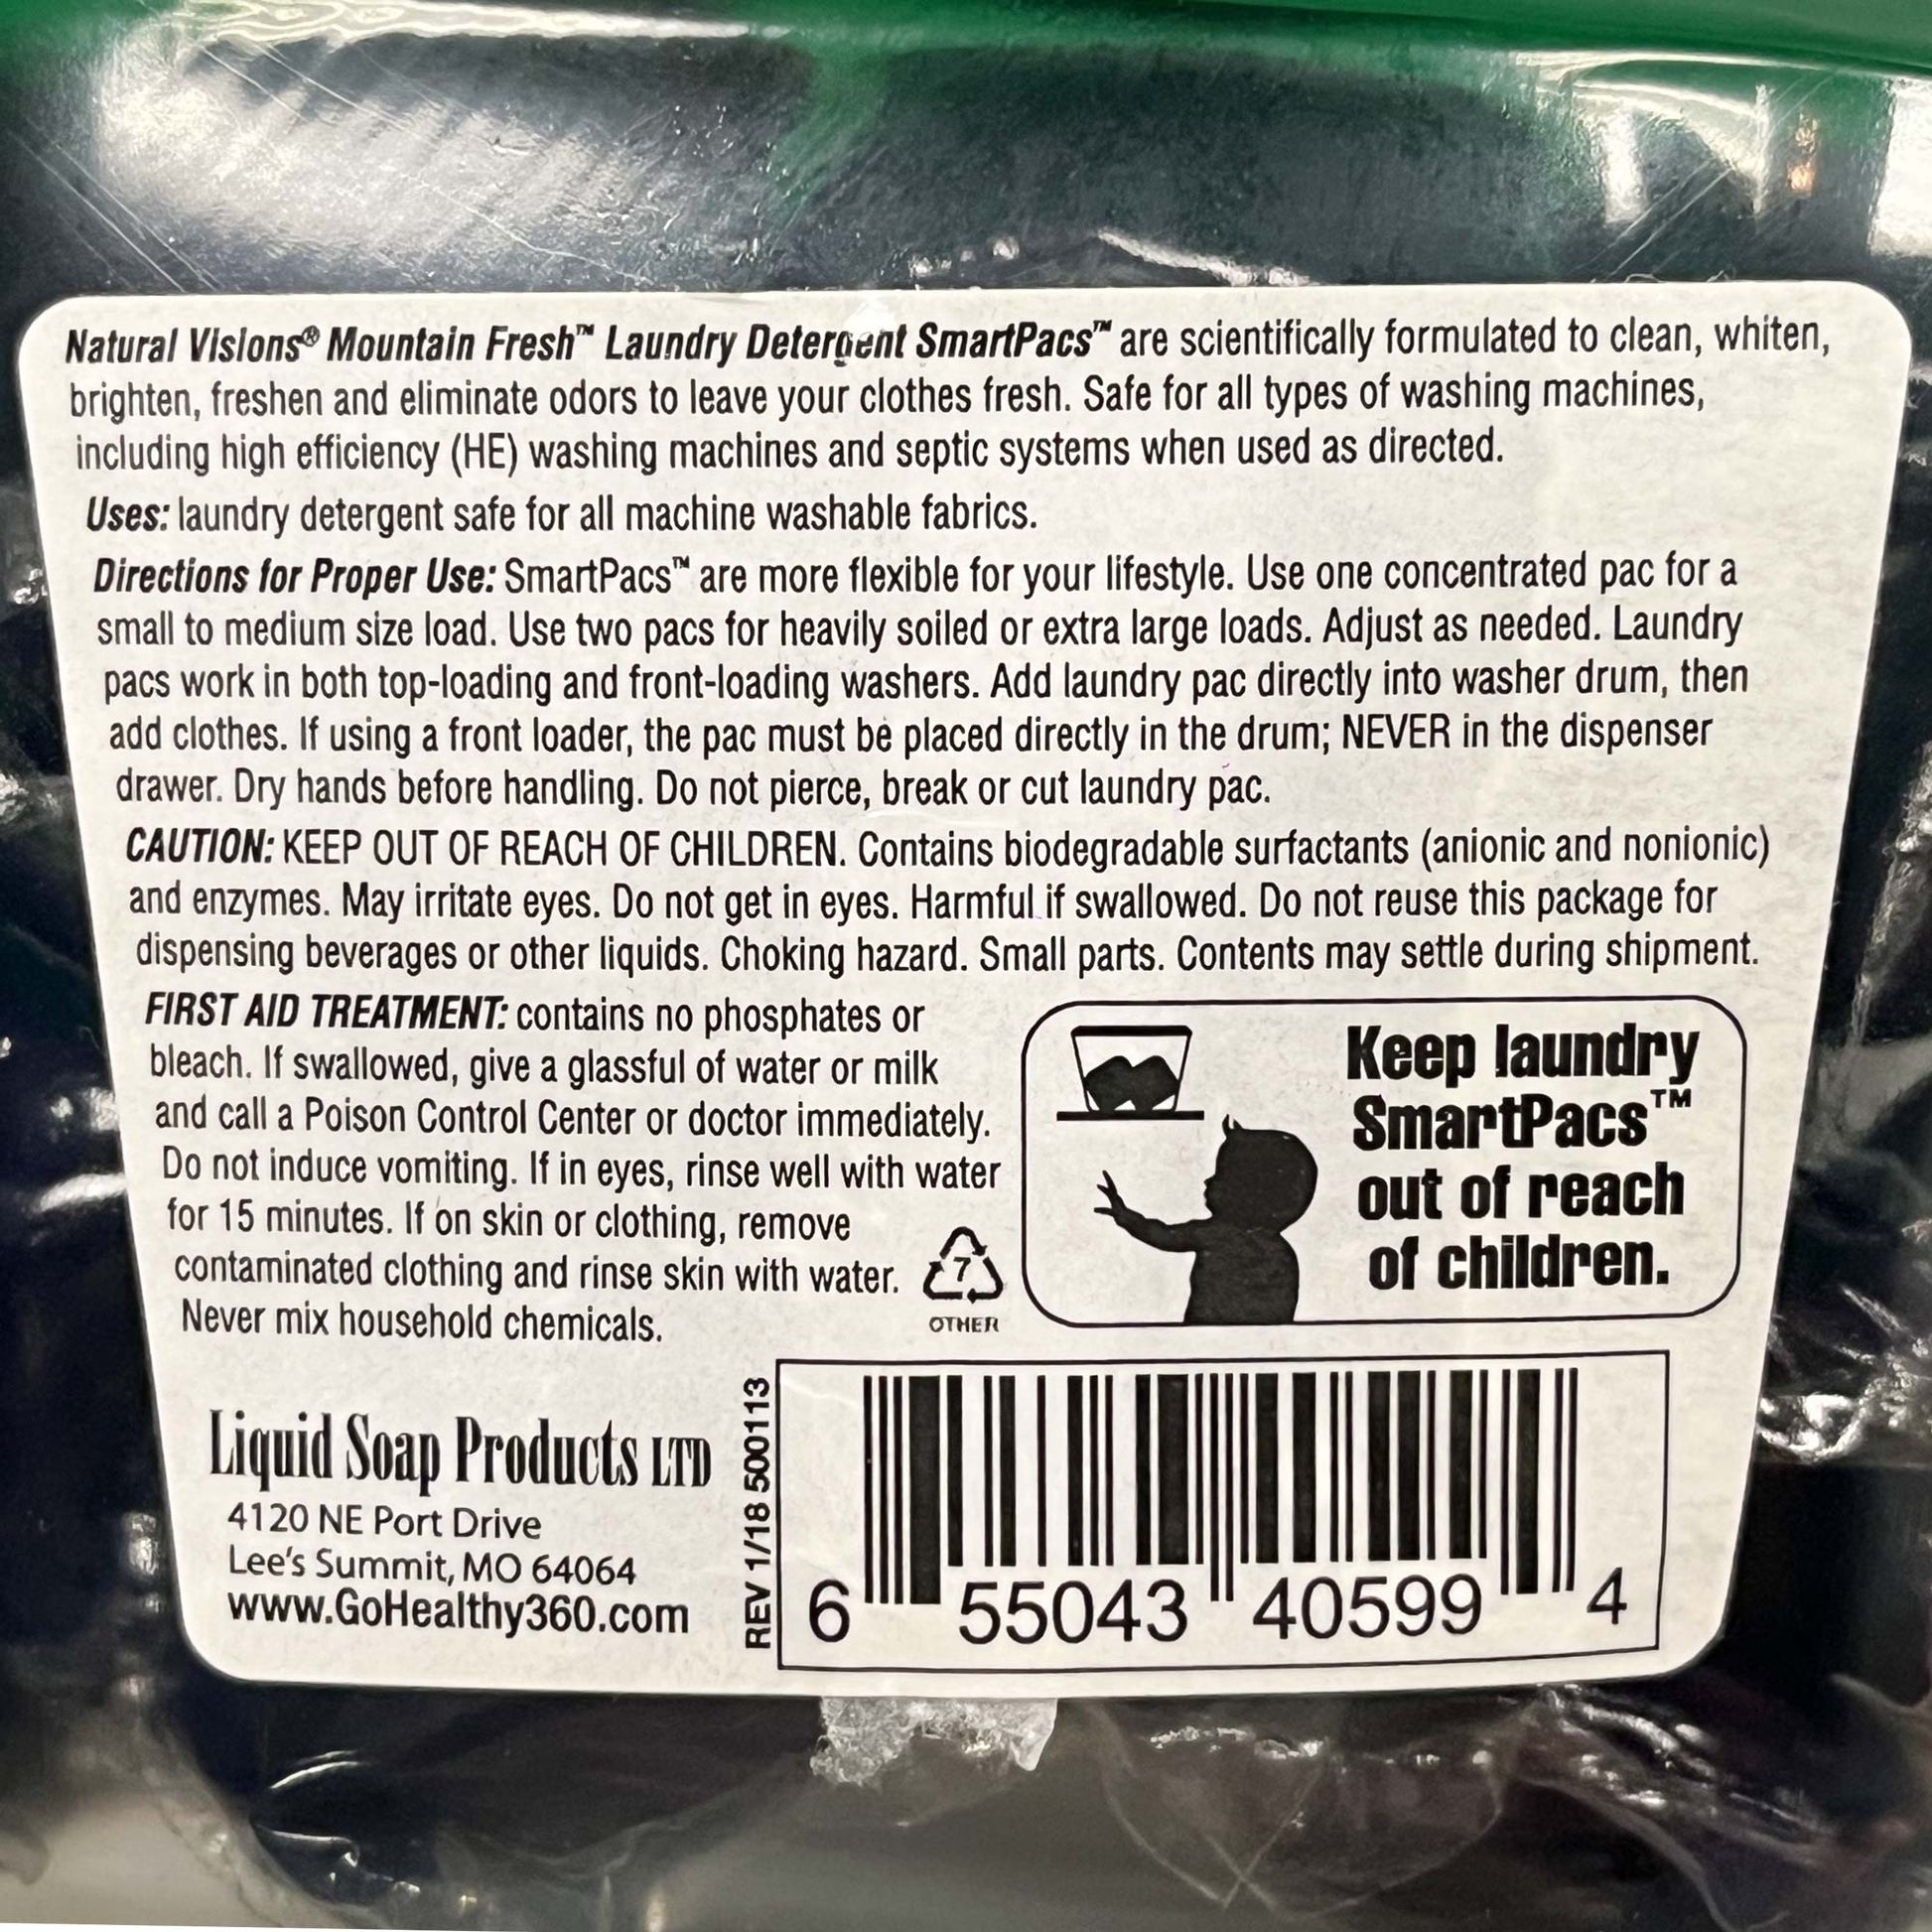 Natural Visions® Mountain Fresh™ Laundry Detergent SmartPacs™ are scientifically formulated to clean, whiten,
brighten, freshen and eliminate odors to leave your clothes fresh. Safe for all types of washing machines,
including high efficiency (HE) washing machines and septic systems when used as directed.
Uses: laundry detergent safe for all machine washable fabrics.
Directions for Proper Use: SmartPacs™ are more flexible for your lifestyle. Use one concentrated pac for a
small to medium size load. Use two pacs for heavily soiled or extra large loads. Adjust as needed. Laundry
pacs work in both top-loading and front-loading washers. Add laundry pac directly into washer drum, then
add clothes. If using a front loader, the pac must be placed directly in the drum; NEVER in the dispenser
drawer. Dry hands before handling. Do not pierce, break or cut laundry pac.
CAUTION: KEEP OUT OF REACH OF CHILDREN. Contains biodegradable surfactants (anionic and nonionic)
and enzymes. May irritate eyes. Do not get in eyes. Harmful if swallowed. Do not reuse this package for
dispensing beverages or other liquids. Choking hazard. Small parts. Contents may settle during shipment.
FIRST AID TREATMENT: contains no phosphates or
bleach. If swallowed, give a glassful of water or milk
and call a Poison Control Center or doctor immediately.
Do not induce vomiting. If in eyes, rinse well with water
for 15 minutes. If on skin or clothing, remove
contaminated clothing and rinse skin with water.
Never mix household chemicals.
7
OTHER
Keep laundry
SmartPacs™
out of reach
of children.
Liquid Soap Products LTD
4120 NE Port Drive
Lee's Summit, MO 64064
www.GoHealthy360.com
REV 1/18 500113
6 55043 40599 4